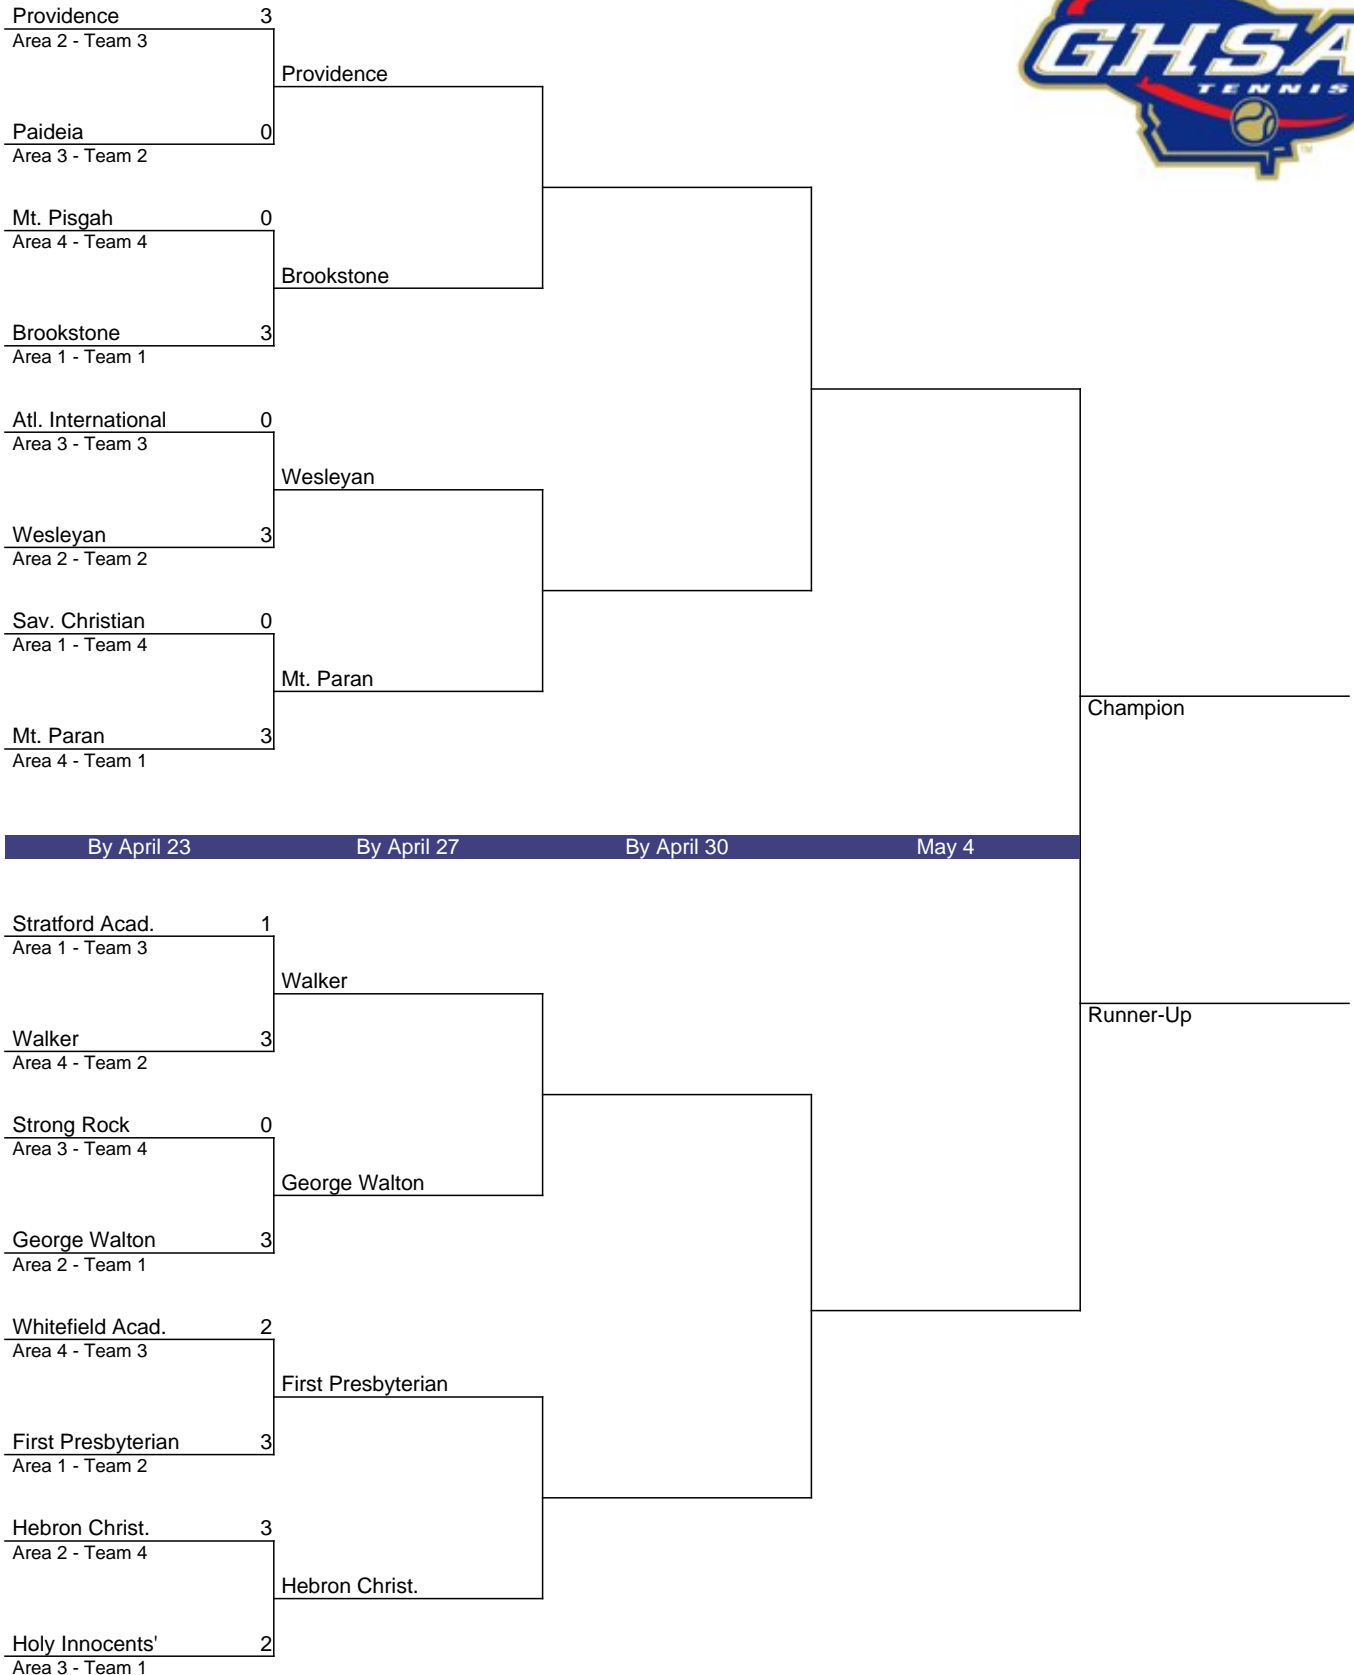 Providence 3
Area 2 - Team 3
Providence
Paideia 0
Area 3 - Team 2
Mt. Pisgah 0
Area 4 - Team 4
Brookstone
Brookstone 3
Area 1 - Team 1
Atl. International 0
Area 3 - Team 3
Wesleyan
Wesleyan 3
Area 2 - Team 2
Sav. Christian 0
Area 1 - Team 4
Mt. Paran
Mt. Paran 3
Area 4 - Team 1
GHSA
TENNIS
TM
Champion
By April 23 By April 27 By April 30 May 4
Stratford Acad. 1
Area 1 - Team 3
Walker
Walker 3
Area 4 - Team 2
Runner-Up
Strong Rock 0
Area 3 - Team 4
George Walton
George Walton 3
Area 2 - Team 1
Whitefield Acad. 2
Area 4 - Team 3
First Presbyterian
First Presbyterian 3
Area 1 - Team 2
Hebron Christ. 3
Area 2 - Team 4
Hebron Christ.
Holy Innocents' 2
Area 3 - Team 1